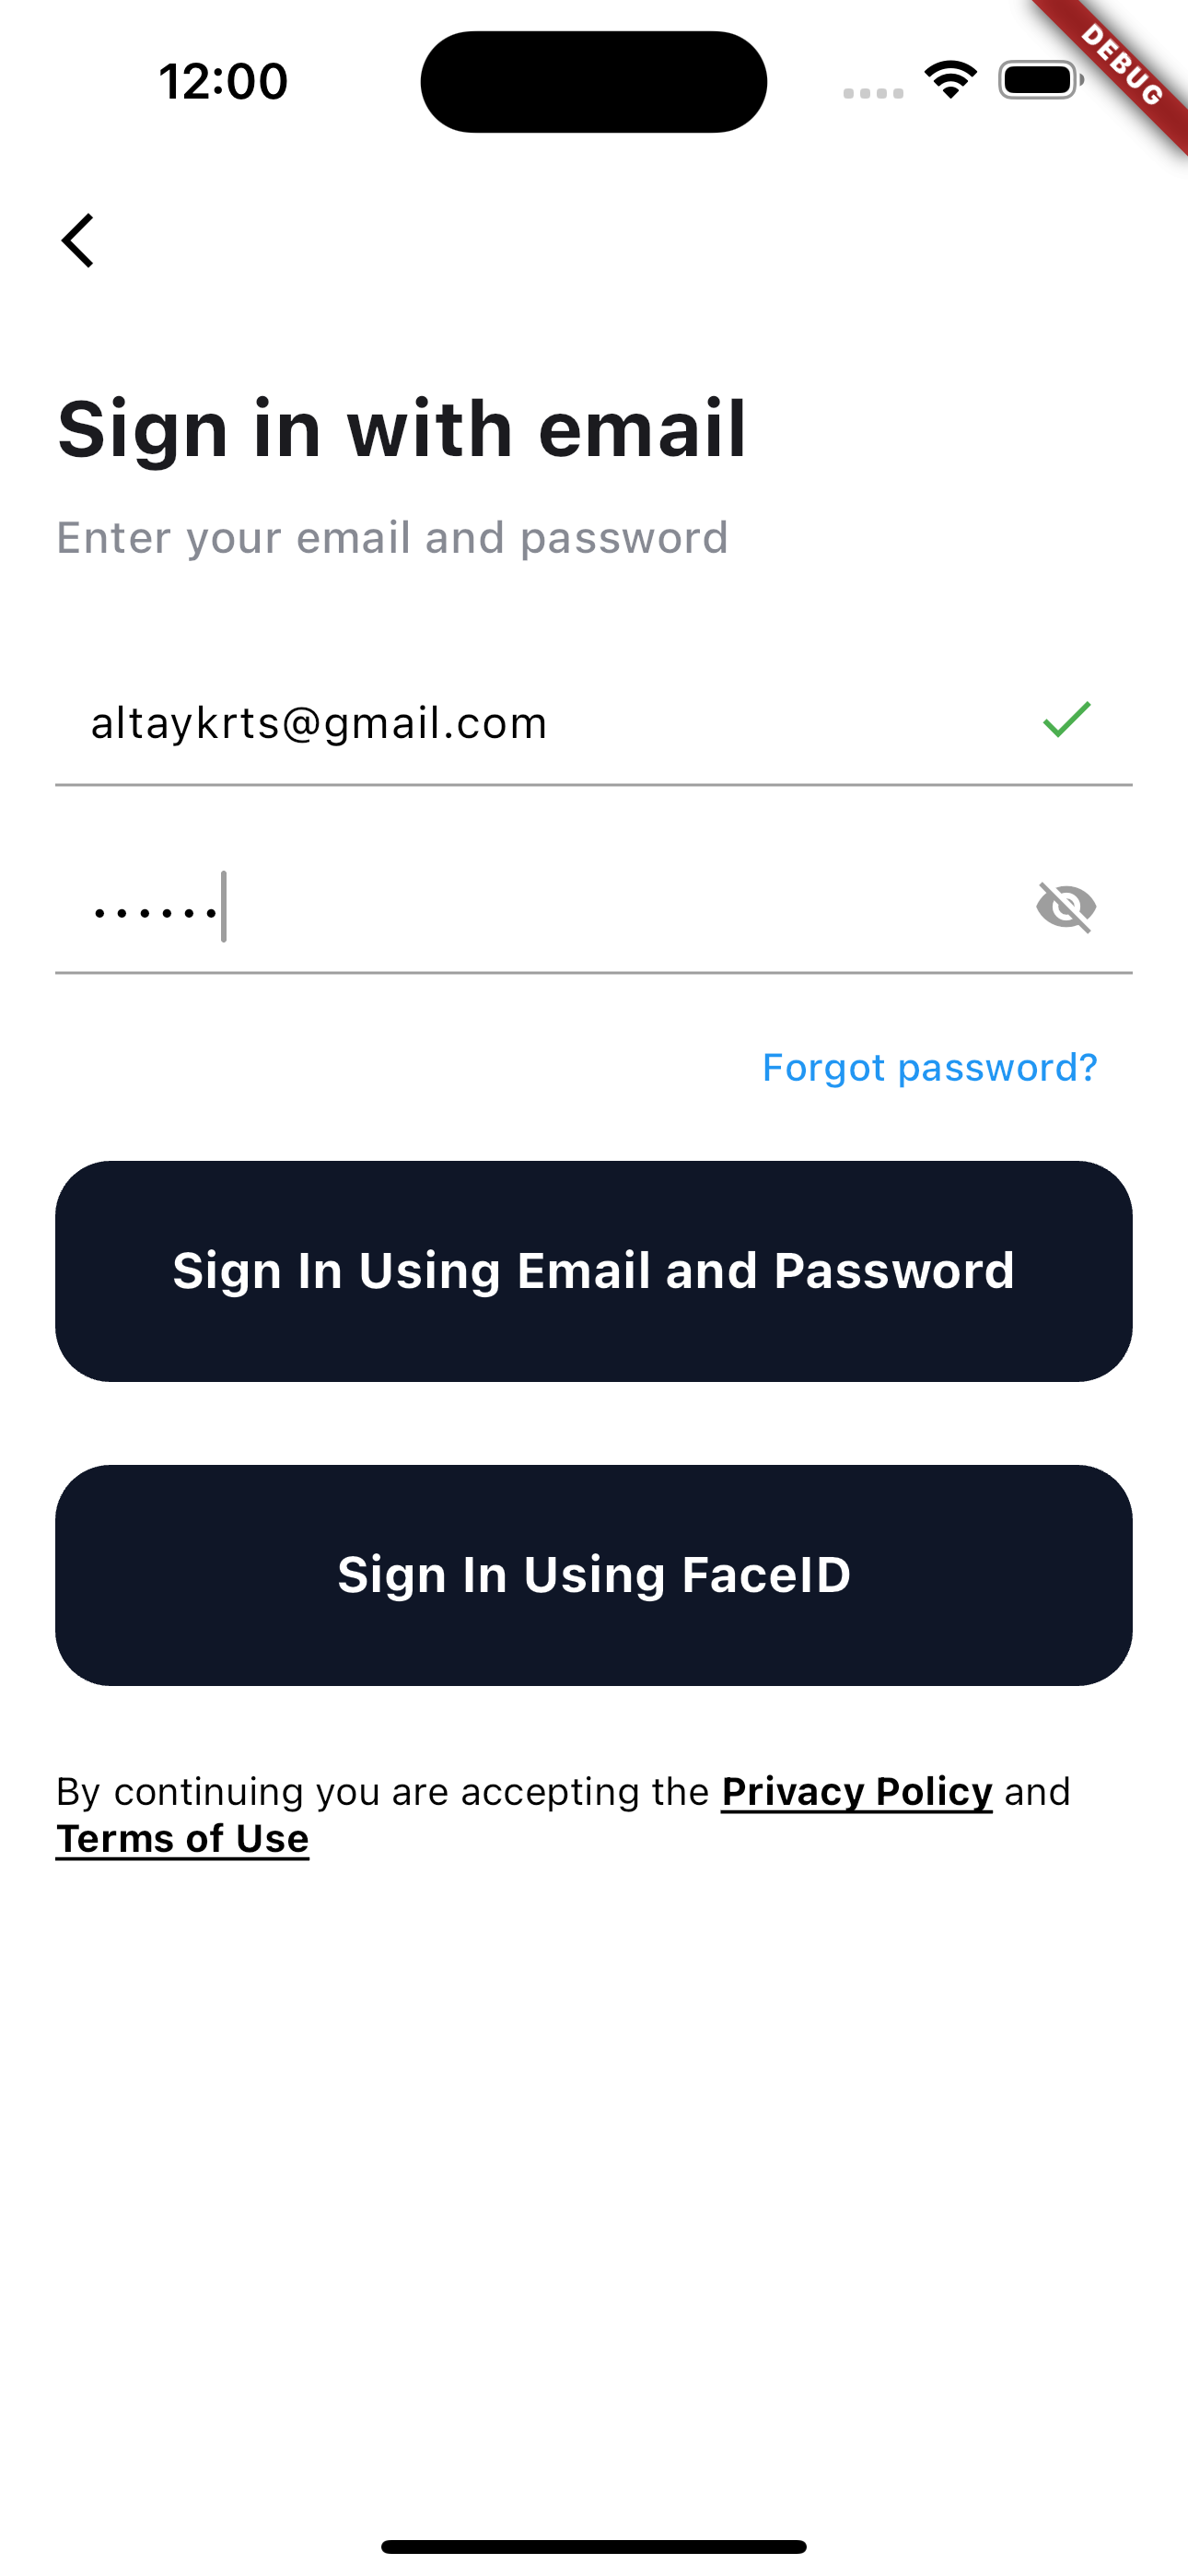 12:00
DEBUG
Sign in with email
Enter your email and password
altaykrts@gmail.com
••••••
Forgot password?
Sign In Using Email and Password
Sign In Using FaceID
By continuing you are accepting the Privacy Policy and
Terms of Use